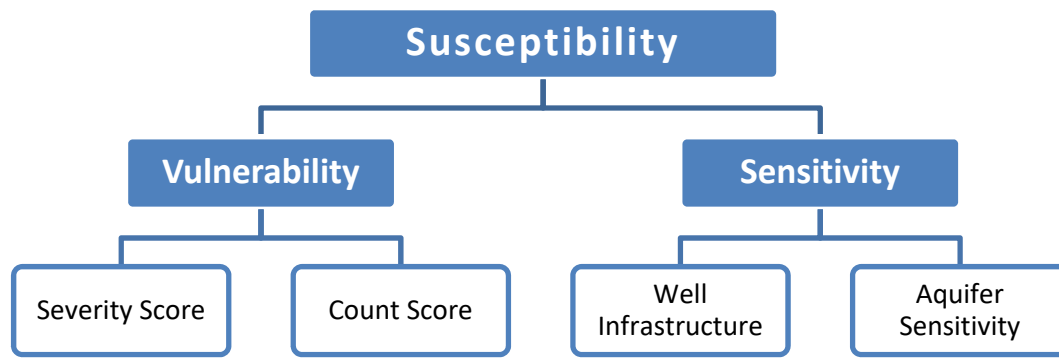 Susceptibility
Vulnerability
Sensitivity
Severity Score
Count Score
Well
Infrastructure
Aquifer
Sensitivity